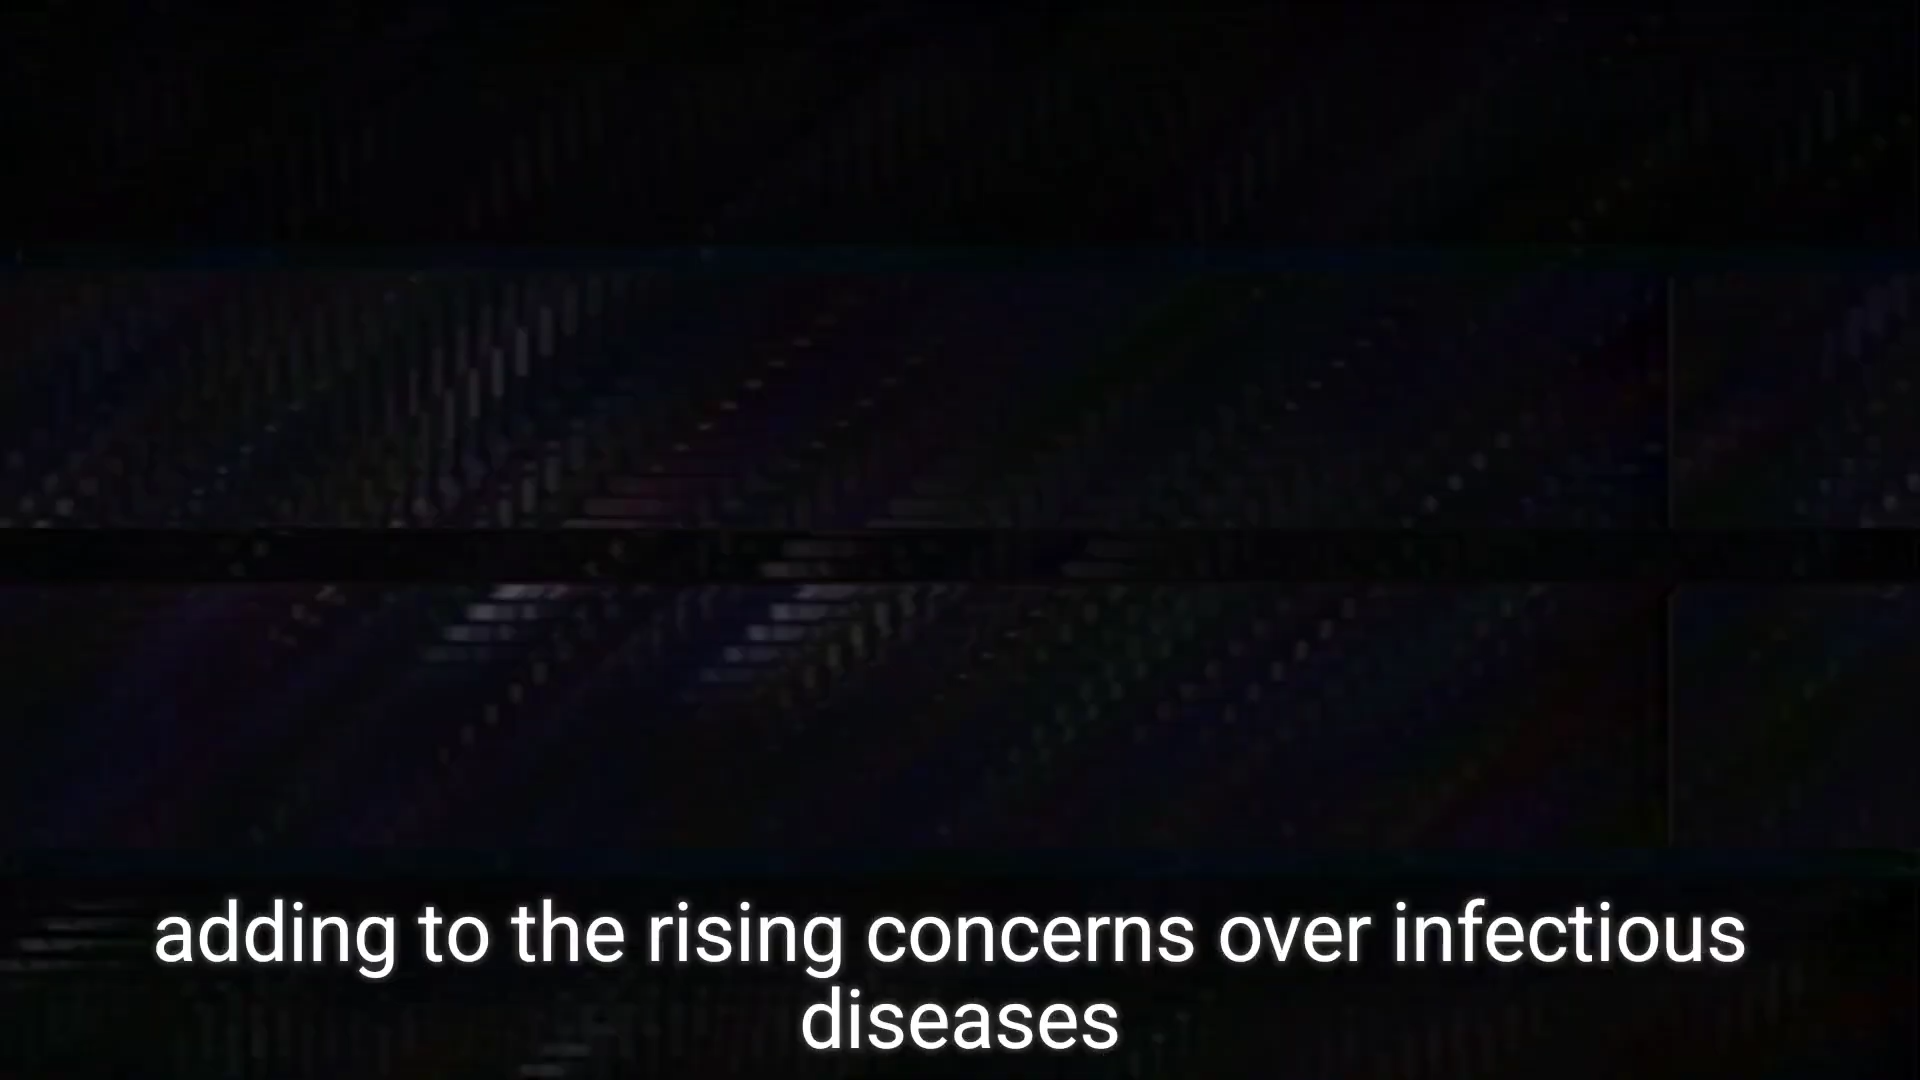 adding to the rising concerns over infectious
diseases